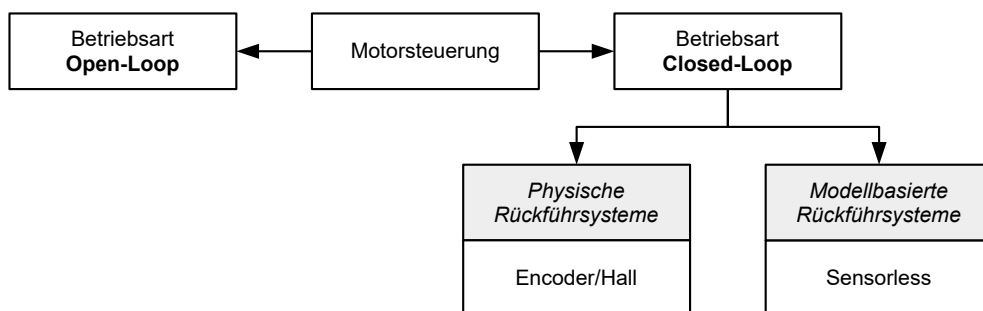 Betriebsart
Open-Loop
Motorsteuerung
Betriebsart
Closed-Loop
Physische
Rückführsysteme
Encoder/Hall
Modellbasierte
Rückführsysteme
Sensorless